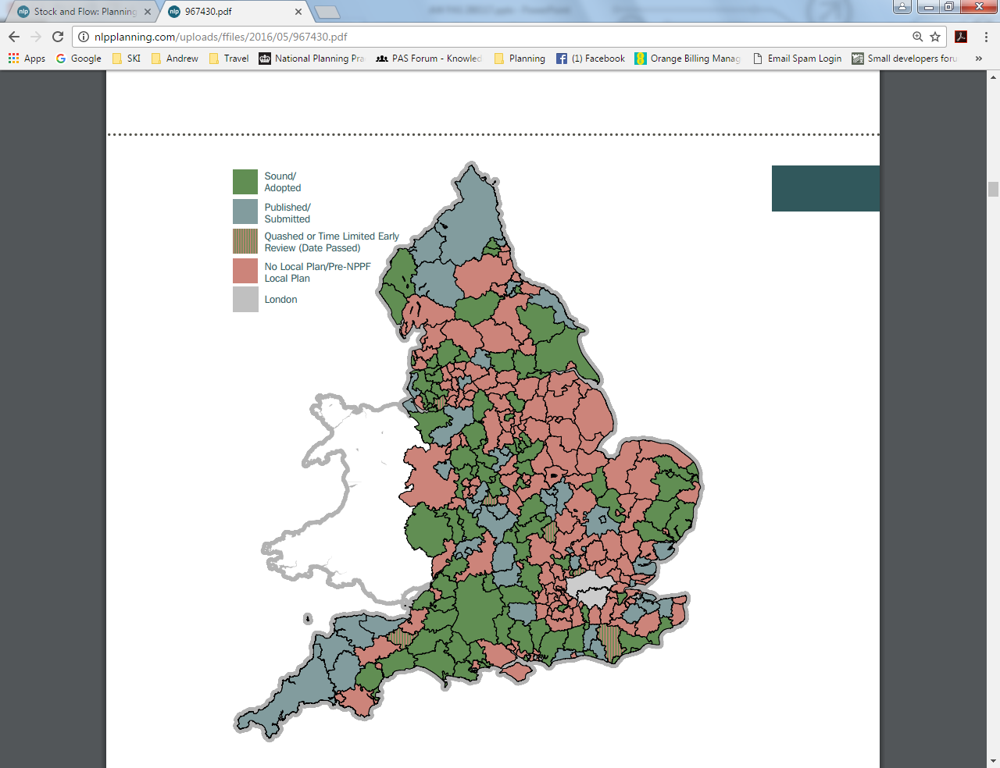 nlp Stock and Flow: Planning
nlp 967430.pdf
nlpplanning.com/uploads/ffiles/2016/05/967430.pdf
Apps Google SKI Andrew Travel National Planning Pra PAS Forum - Knowled Planning (1) Facebook Orange Billing Manag Email Spam Login Small developers foru »
Sound/
Adopted
Published/
Submitted
Quashed or Time Limited Early
Review (Date Passed)
No Local Plan/Pre-NPPF
Local Plan
London